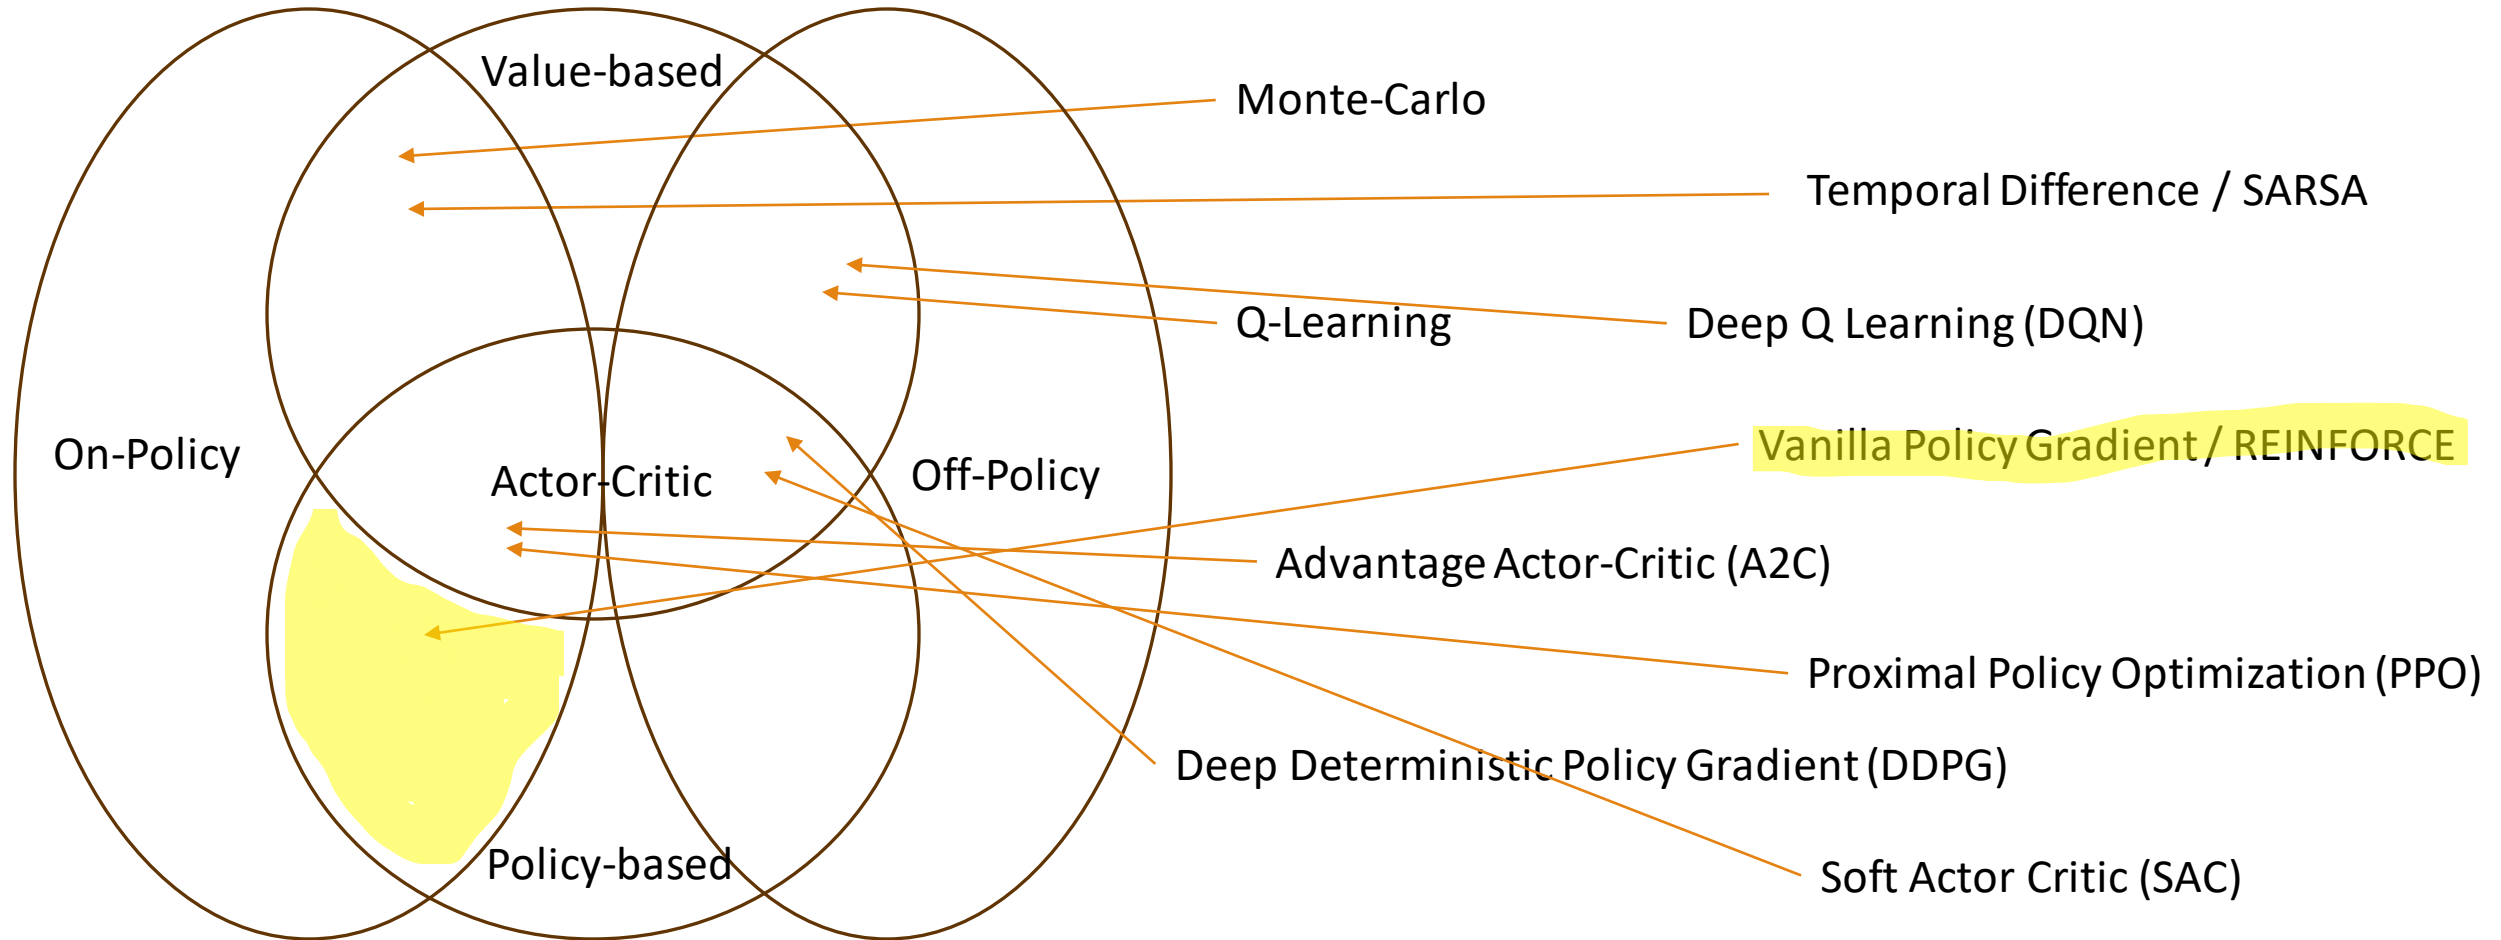 Value-based
Monte-Carlo
Temporal Difference / SARSA
Q-Learning
Deep Q Learning (DQN)
On-Policy
Actor-Critic
Off-Policy
Vanilla Policy Gradient / REINFORCE
Advantage Actor-Critic (A2C)
Proximal Policy Optimization (PPO)
Deep Deterministic Policy Gradient (DDPG)
Policy-based
Soft Actor Critic (SAC)